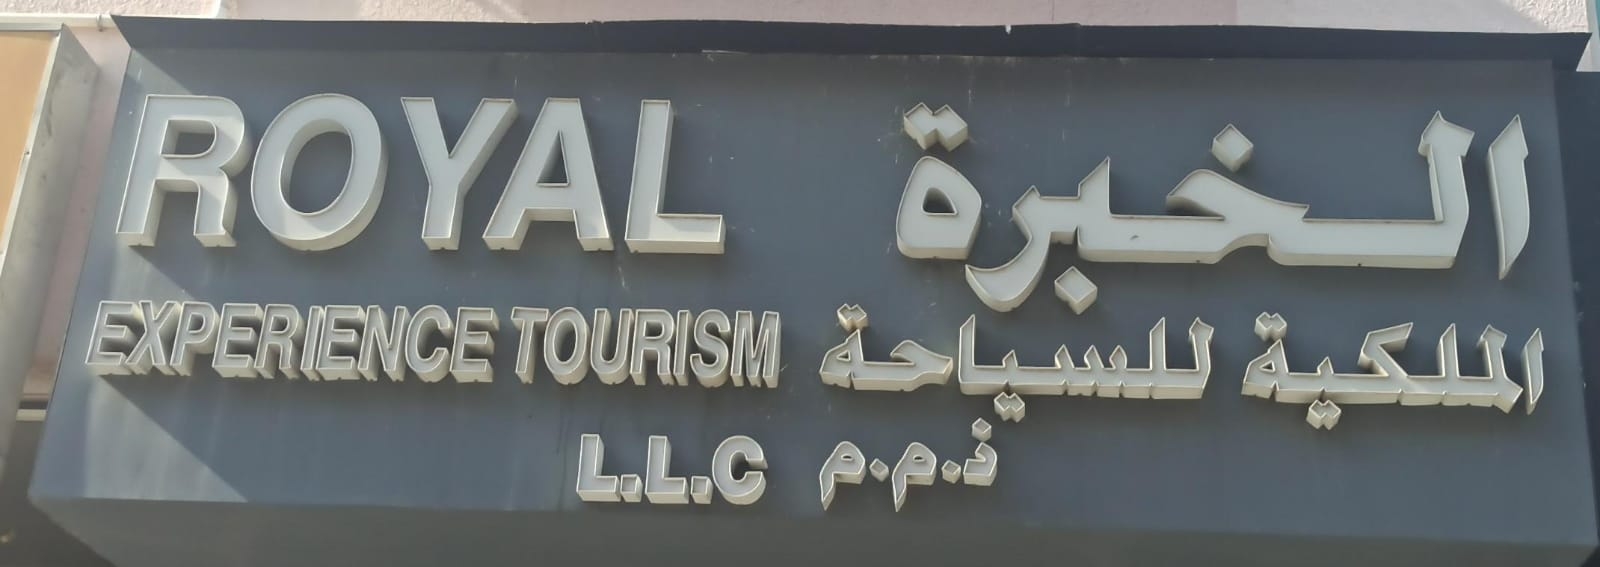 ROYAL الخبرة
EXPERIENCE TOURISM الملكية للسياحة
L.L.C ذ.م.م